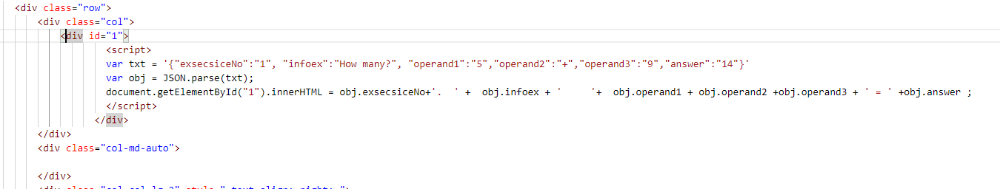 <div class="row">
<div class="col">
<div id="1">
<script>
var txt = '{"exsecsiceNo":"1", "infoex":"How many?", "operand1":"5","operand2":"+","operand3":"9","answer":"14"}'
var obj = JSON.parse(txt);
document.getElementById("1").innerHTML = obj.exsecsiceNo+'.  ' +  obj.infoex + '     '+  obj.operand1 + obj.operand2 +obj.operand3 + ' = ' +obj.answer ;
</script>
</div>
</div>
<div class="col-md-auto">
</div>